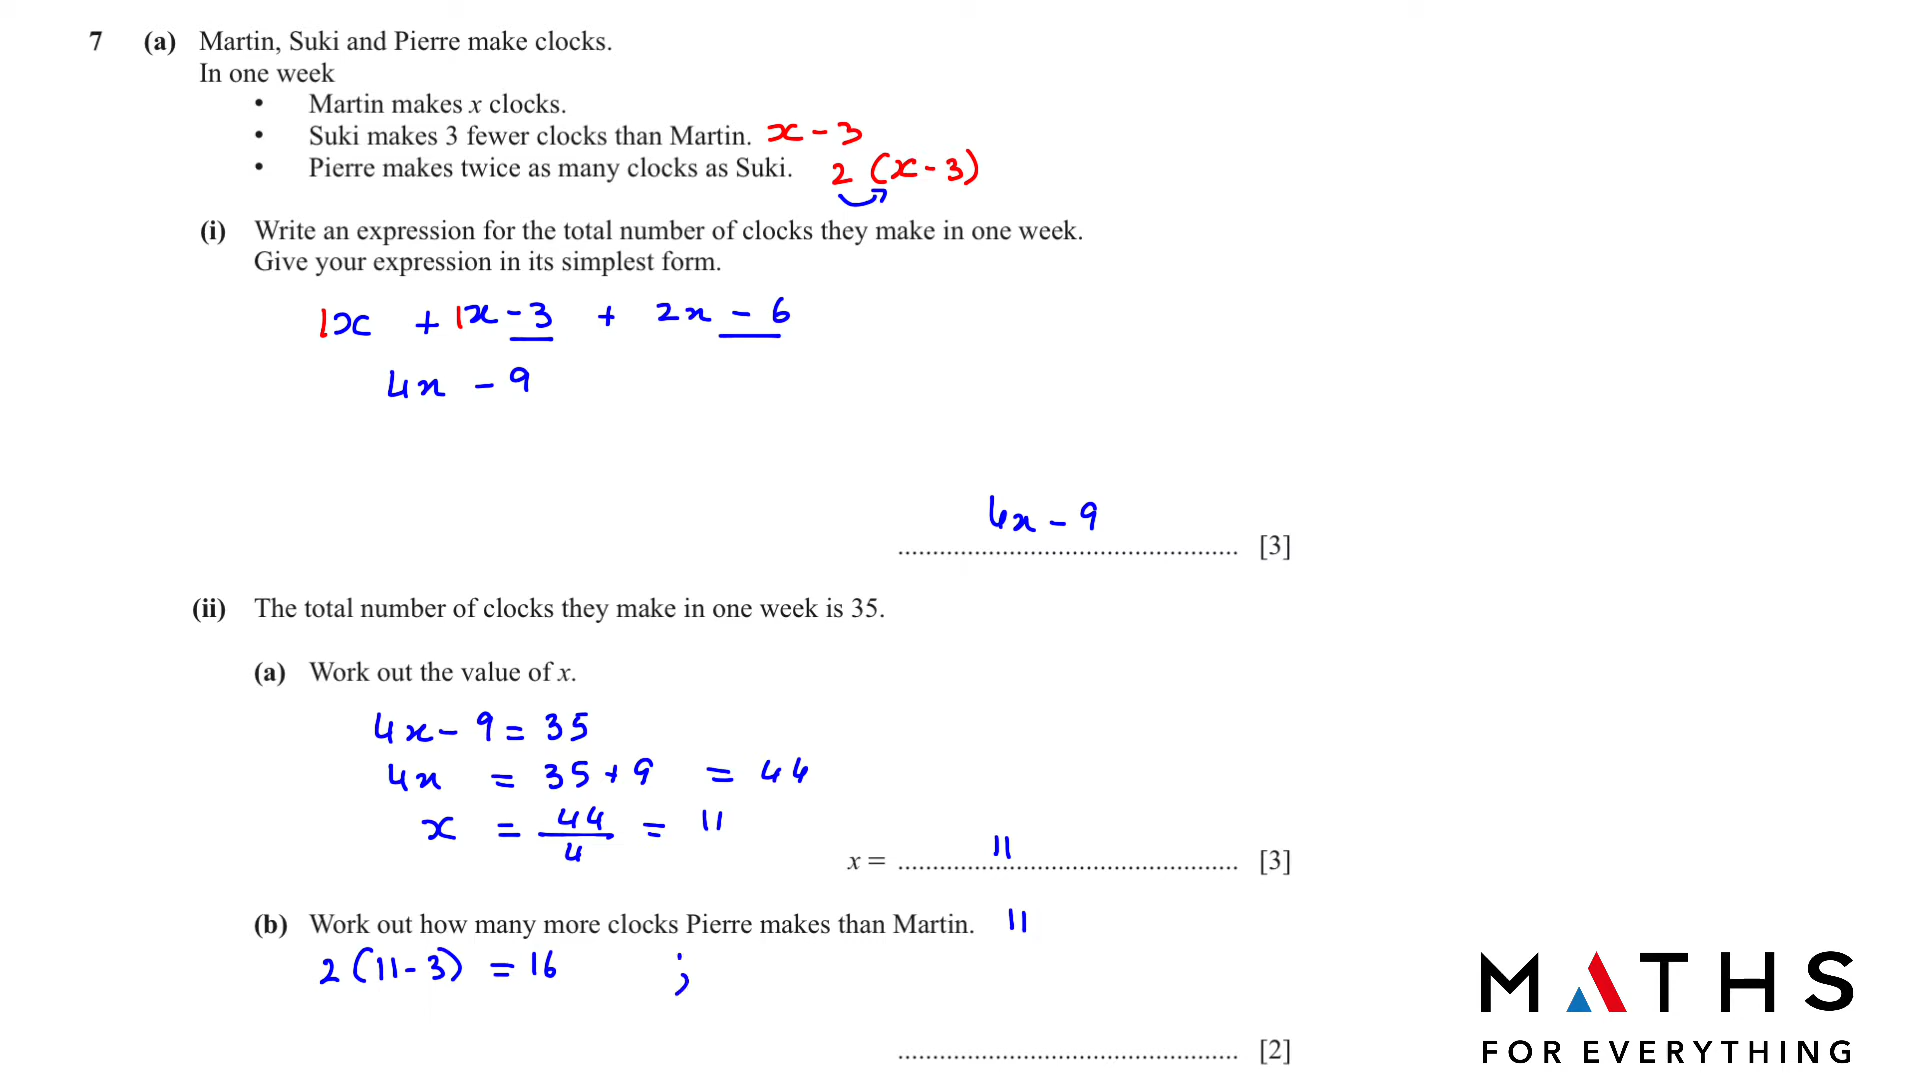 7 (a) Martin, Suki and Pierre make clocks.
In one week
• Martin makes x clocks.
• Suki makes 3 fewer clocks than Martin. x - 3
• Pierre makes twice as many clocks as Suki. 2 (x - 3)
(i) Write an expression for the total number of clocks they make in one week.
Give your expression in its simplest form.
1x + 1x - 3 + 2x - 6
4x - 9
4x - 9
.................................................. [3]
(ii) The total number of clocks they make in one week is 35.
(a) Work out the value of x.
4x - 9 = 35
4x = 35 + 9 = 44
x = 44/4 = 11
x = 11 .................................................. [3]
(b) Work out how many more clocks Pierre makes than Martin. 11
2 (11 - 3) = 16 ;
.................................................. [2]
MATHS
FOR EVERYTHING